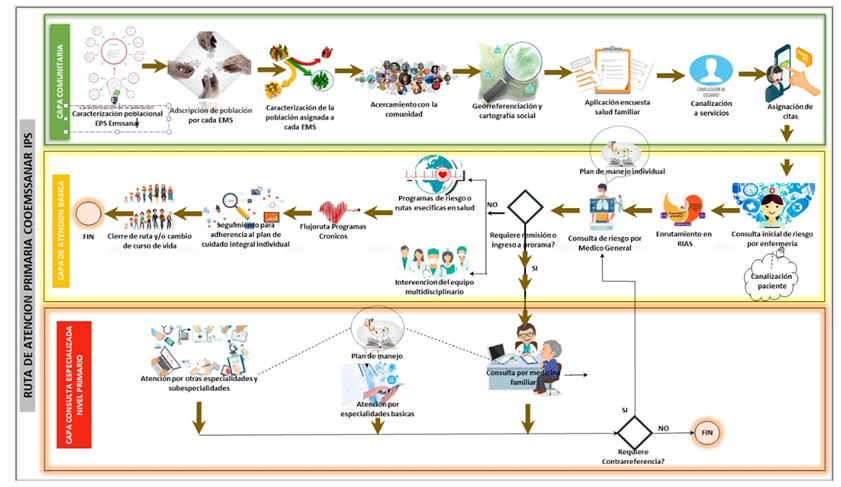 RUTA DE ATENCION PRIMARIA COOEMSSANAR IPS
CAPA COMUNITARIA
Caracterización poblacional
EPS Emssanar
Adscripción de población
por cada EMS
Caracterización de la
población asignada a
cada EMS
Acercamiento con la
comunidad
Georreferenciación y
cartografia social
Aplicación encuesta
salud familiar
CANALIZACIÓN DE
USUARIOS
Canalización
a servicios
Asignación de
citas
CAPA DE ATENCION BASICA
FIN
Cierre de ruta y/o cambio
de curso de vida
Seguimiento para
adherencia al plan de
cuidado integral individual
Flujoruta Programas
Cronicos
Programas de riesgo o
rutas esecificas en salud
NO
Intervencion del equipo
multidisciplinario
Requiere remisión o
ingreso a prorama?
SI
Plan de manejo individual
Consulta de riesgo por
Medico General
Enrutamiento en
RIAS
Consulta inicial de riesgo
por enfermeria
Canalización
paciente
CAPA CONSULTA ESPECIALIZADA
NIVEL PRIMARIO
Atención por otras especialidades y
subespecialidades
Plan de manejo
Atención por
especialidades basicas
Consulta por medicina
familiar
SI
NO
FIN
Requiere
Contrarreferencia?